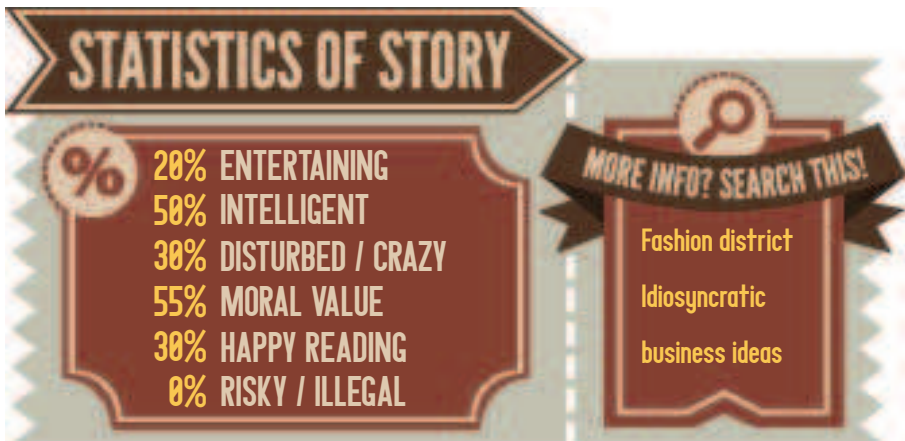 STATISTICS OF STORY
%
20% ENTERTAINING
50% INTELLIGENT
30% DISTURBED / CRAZY
55% MORAL VALUE
30% HAPPY READING
0% RISKY / ILLEGAL
MORE INFO? SEARCH THIS!
Fashion district
Idiosyncratic
business ideas